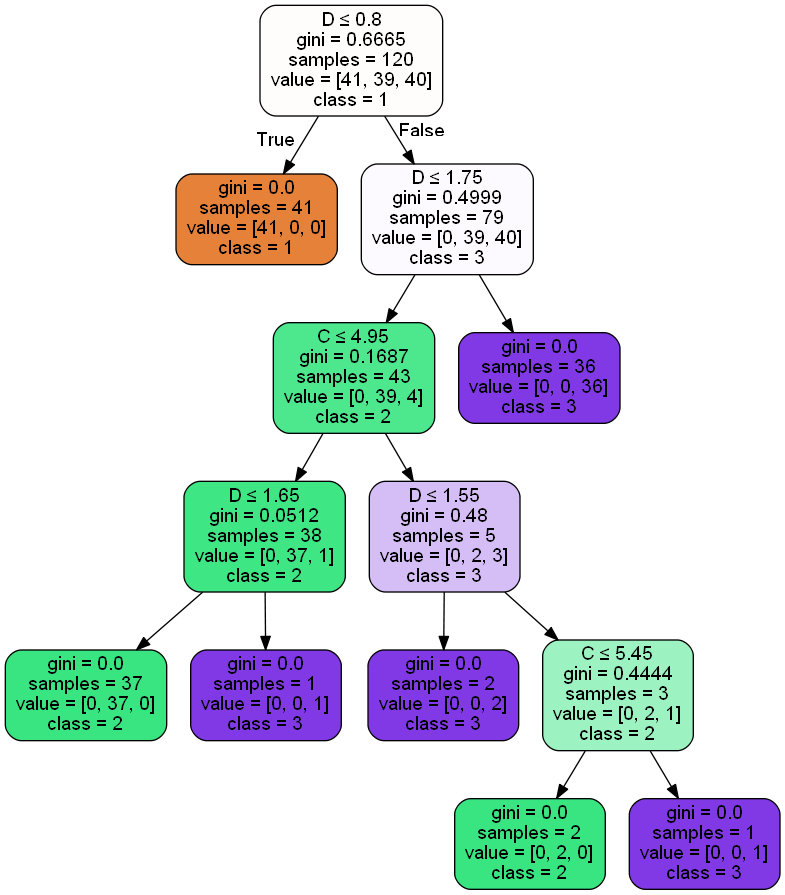 D ≤ 0.8
gini = 0.6665
samples = 120
value = [41, 39, 40]
class = 1
True
False
gini = 0.0
samples = 41
value = [41, 0, 0]
class = 1
D ≤ 1.75
gini = 0.4999
samples = 79
value = [0, 39, 40]
class = 3
C ≤ 4.95
gini = 0.1687
samples = 43
value = [0, 39, 4]
class = 2
gini = 0.0
samples = 36
value = [0, 0, 36]
class = 3
D ≤ 1.65
gini = 0.0512
samples = 38
value = [0, 37, 1]
class = 2
D ≤ 1.55
gini = 0.48
samples = 5
value = [0, 2, 3]
class = 3
gini = 0.0
samples = 37
value = [0, 37, 0]
class = 2
gini = 0.0
samples = 1
value = [0, 0, 1]
class = 3
gini = 0.0
samples = 2
value = [0, 0, 2]
class = 3
C ≤ 5.45
gini = 0.4444
samples = 3
value = [0, 2, 1]
class = 2
gini = 0.0
samples = 2
value = [0, 2, 0]
class = 2
gini = 0.0
samples = 1
value = [0, 0, 1]
class = 3